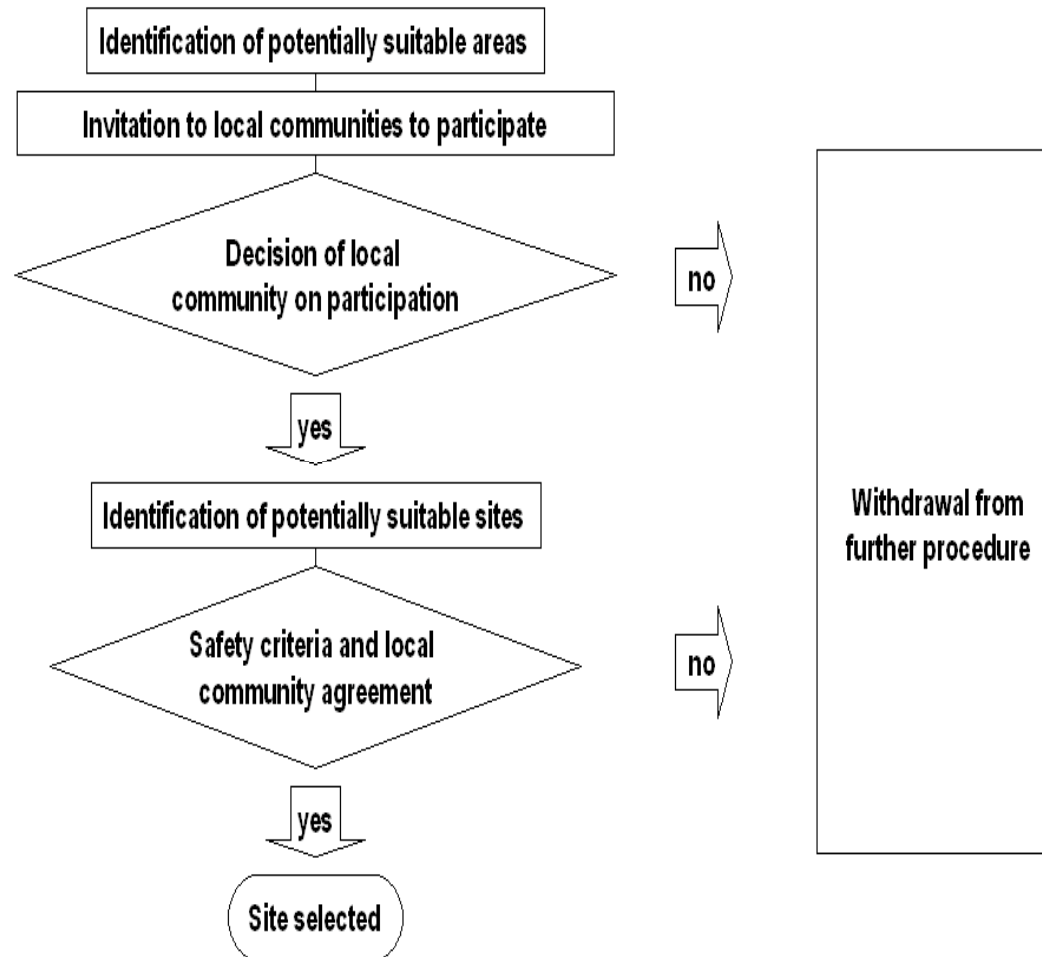 Identification of potentially suitable areas
Invitation to local communities to participate
Decision of local
community on participation
no
yes
Identification of potentially suitable sites
Withdrawal from
further procedure
Safety criteria and local
community agreement
no
yes
Site selected